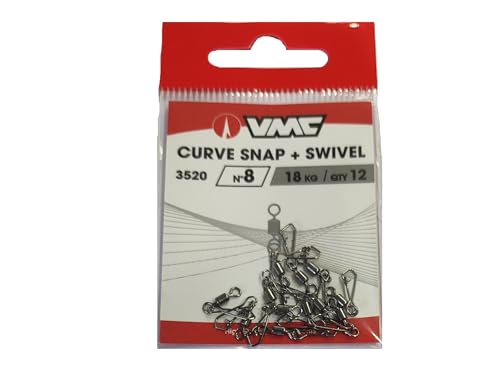 VMC
CURVE SNAP + SWIVEL
3520 N°8 18 KG / QTY 12